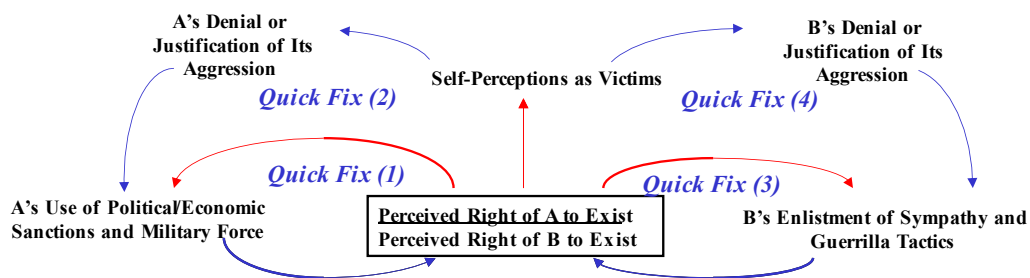 A's Denial or
Justification of Its
Aggression
B's Denial or
Justification of Its
Aggression
Self-Perceptions as Victims
Quick Fix (2)
Quick Fix (4)
Quick Fix (1)
Quick Fix (3)
A's Use of Political/Economic
Sanctions and Military Force
Perceived Right of A to Exist
Perceived Right of B to Exist
B's Enlistment of Sympathy and
Guerrilla Tactics